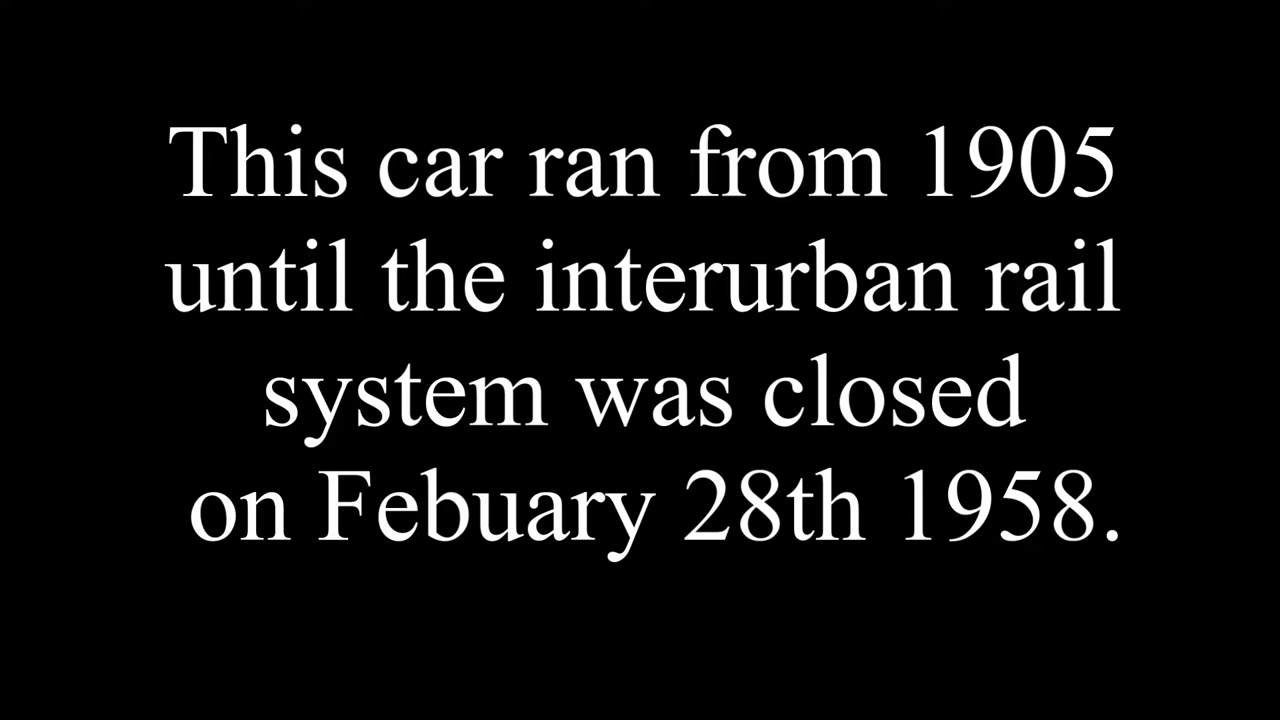 This car ran from 1905
until the interurban rail
system was closed
on Febuary 28th 1958.